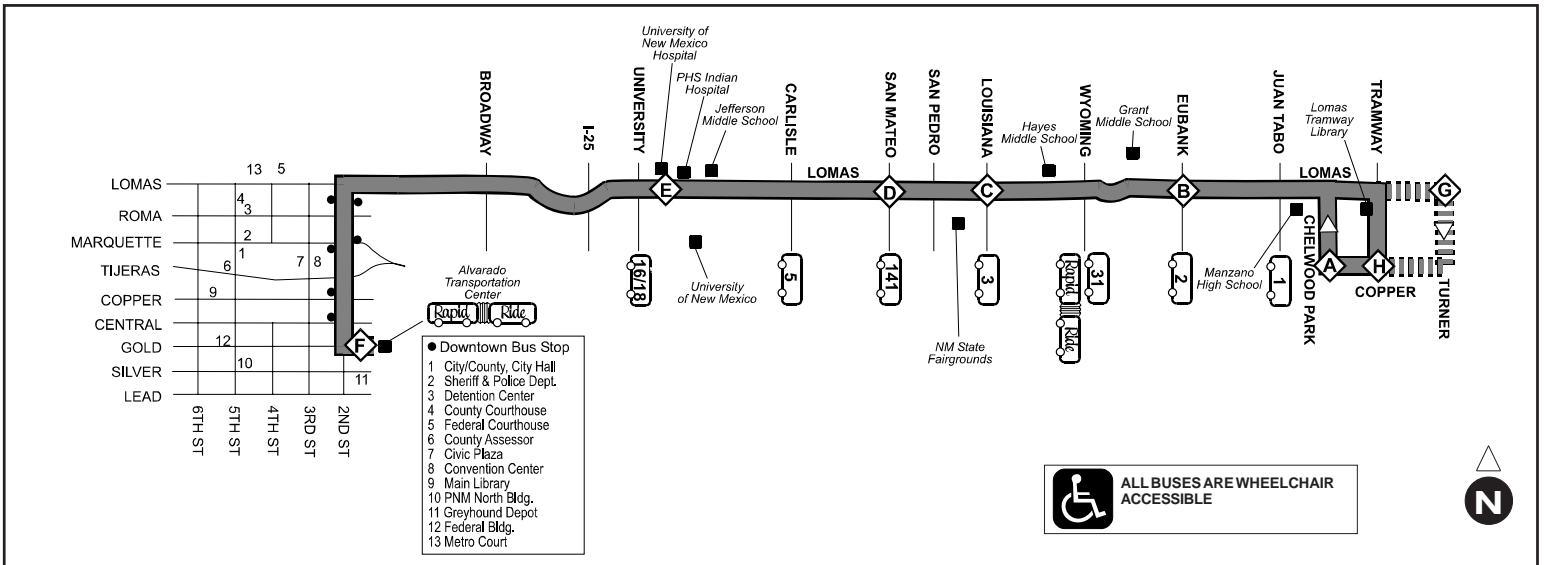 University of
New Mexico
Hospital
PHS Indian
Hospital
Jefferson
Middle School
BROADWAY
I-25
UNIVERSITY
CARLISLE
SAN MATEO
SAN PEDRO
LOUISIANA
Hayes
Middle School
WYOMING
Grant
Middle School
EUBANK
JUAN TABO
Lomas
Tramway
Library
TRAMWAY
13 5
LOMAS
LOMAS
LOMAS
E
D
C
B
G
4
3
ROMA
2
MARQUETTE
1
7 8
6
TIJERAS
9
COPPER
CENTRAL
12
GOLD
10
SILVER
11
LEAD
6TH ST
5TH ST
4TH ST
3RD ST
2ND ST
F
Alvarado
Transportation
Center
Rapid Ride
16/18
University
of New Mexico
5
141
NM State
Fairgrounds
3
Rapid
Ride
31
2
Manzano
High School
1
CHELWOOD PARK
A
H
COPPER
TURNER
● Downtown Bus Stop
1 City/County, City Hall
2 Sheriff & Police Dept.
3 Detention Center
4 County Courthouse
5 Federal Courthouse
6 County Assessor
7 Civic Plaza
8 Convention Center
9 Main Library
10 PNM North Bldg.
11 Greyhound Depot
12 Federal Bldg.
13 Metro Court
ALL BUSES ARE WHEELCHAIR
ACCESSIBLE
N